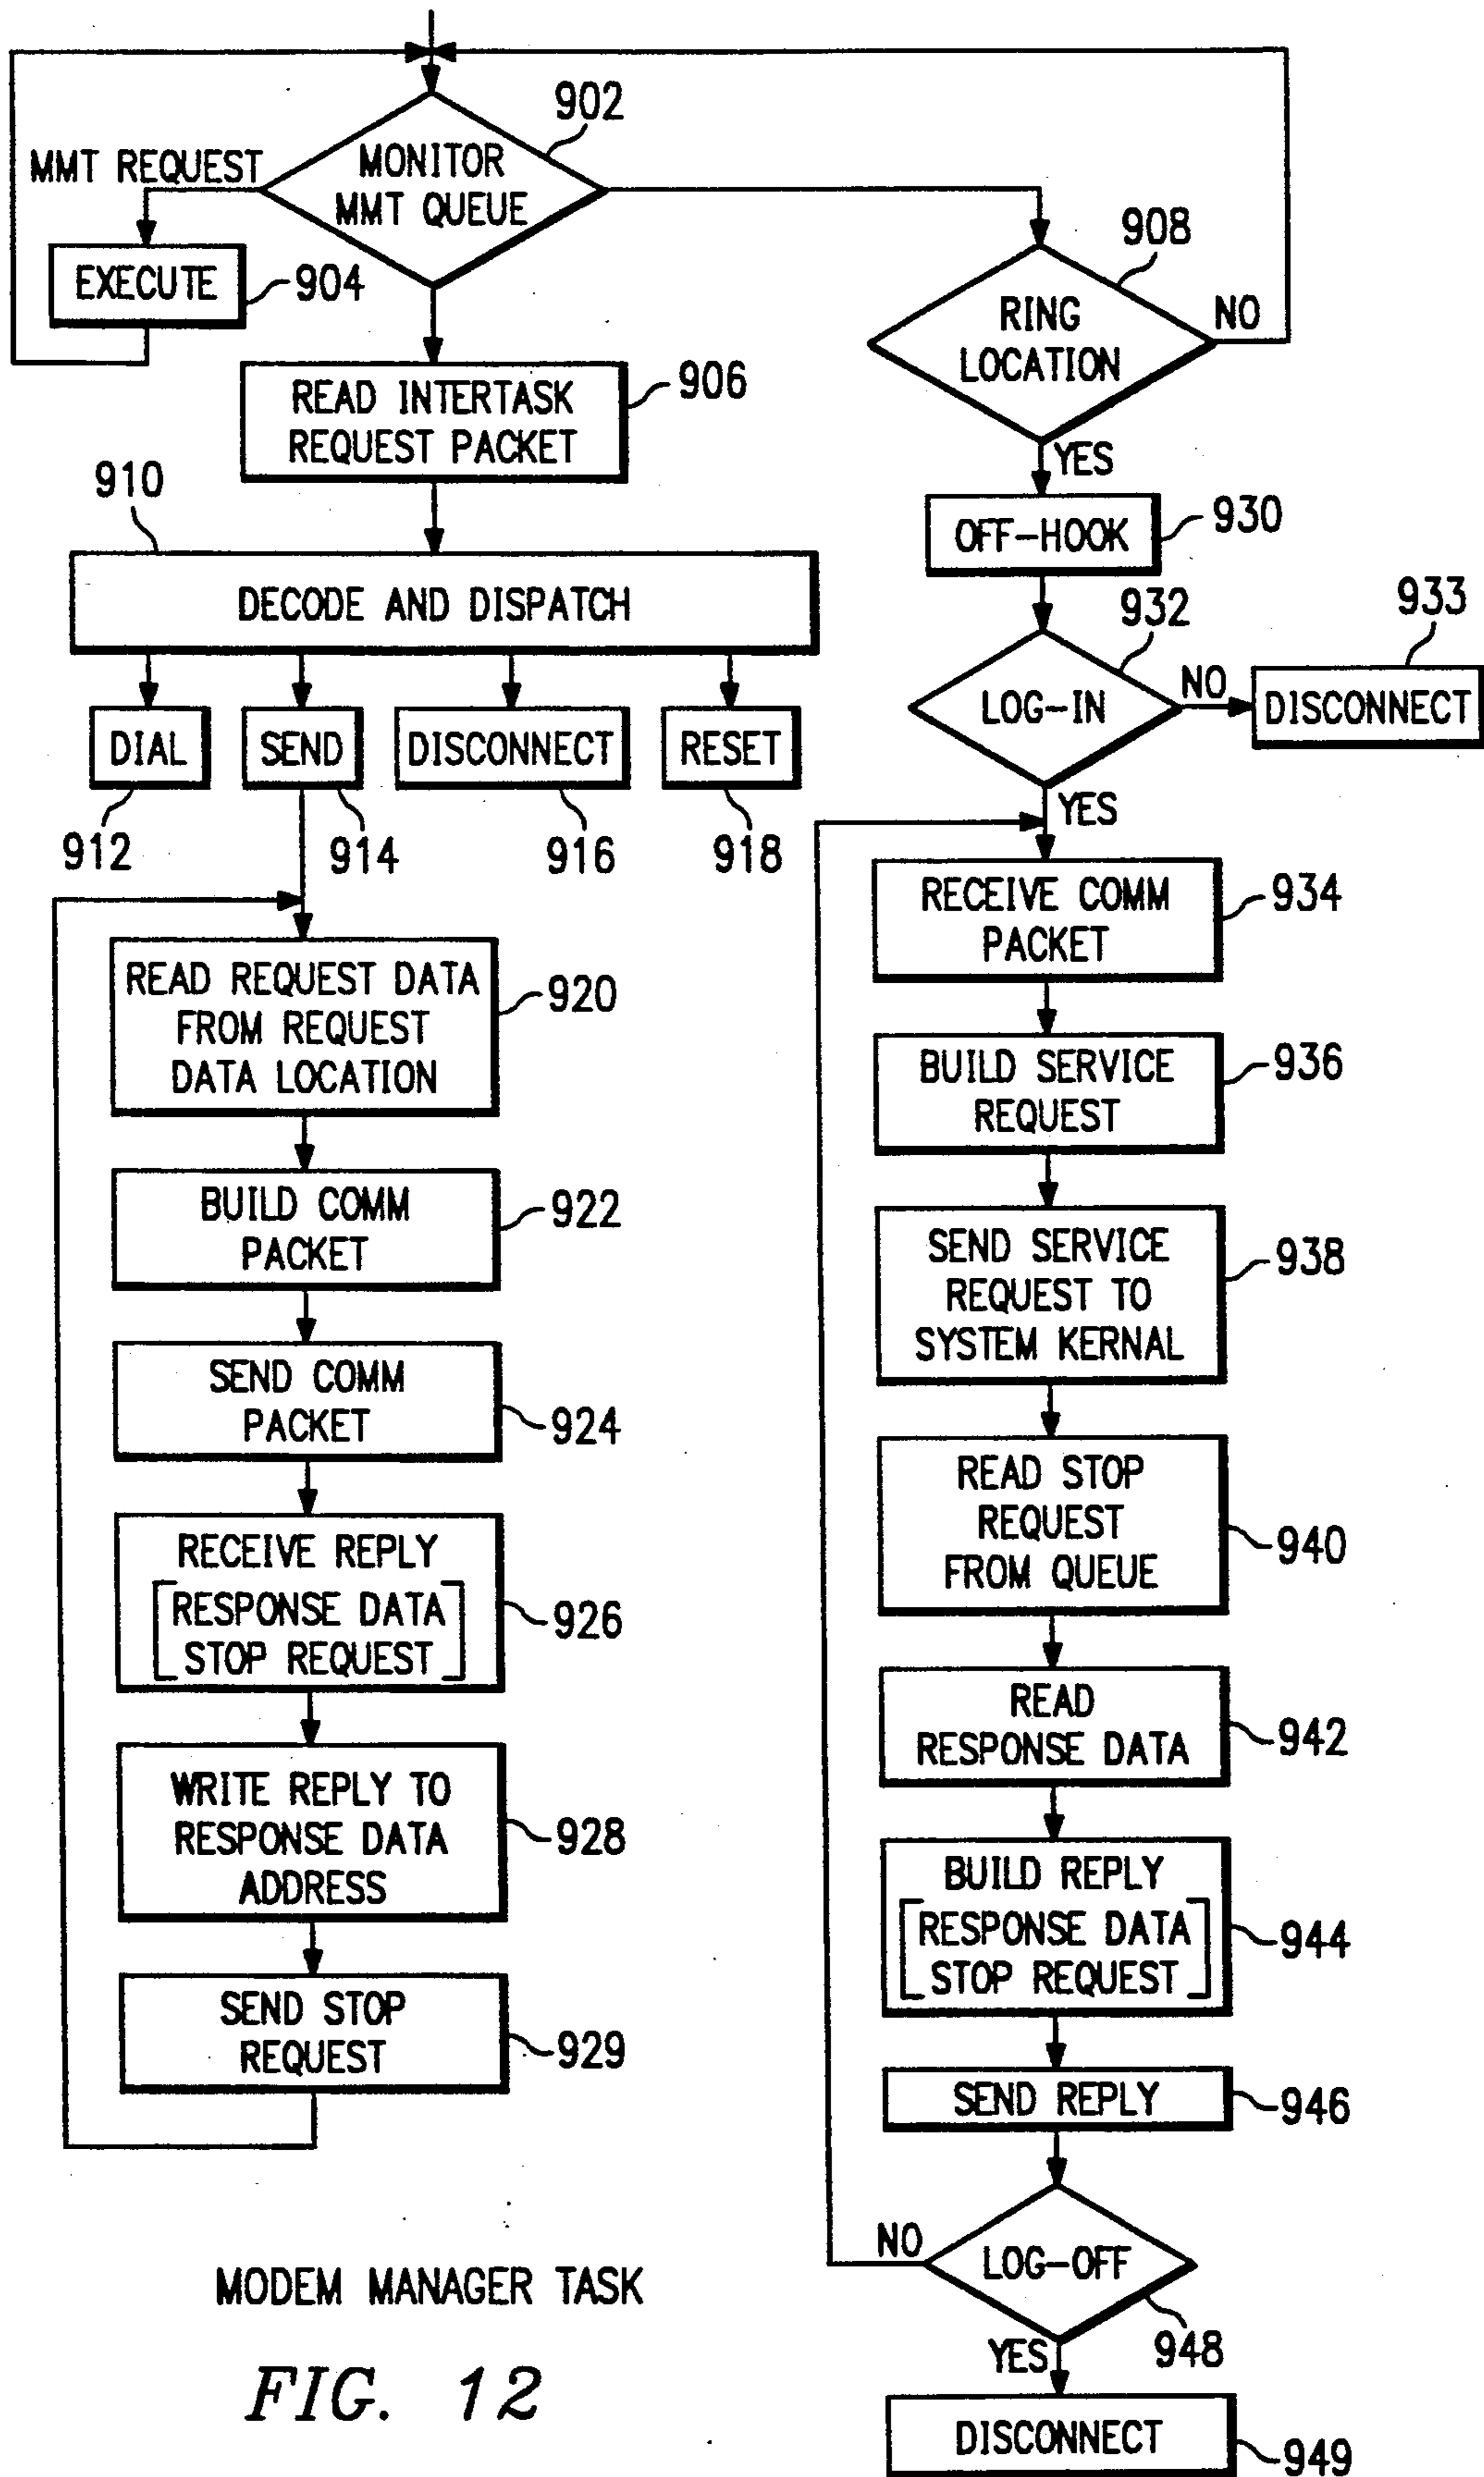 902
MMT REQUEST
MONITOR
MMT QUEUE
908
EXECUTE
904
RING
LOCATION
NO
READ INTERTASK
REQUEST PACKET
906
YES
910
OFF-HOOK
930
DECODE AND DISPATCH
932
933
LOG-IN
NO
DISCONNECT
DIAL
SEND
DISCONNECT
RESET
YES
912
914
916
918
RECEIVE COMM
PACKET
934
READ REQUEST DATA
FROM REQUEST
DATA LOCATION
920
BUILD SERVICE
REQUEST
936
BUILD COMM
PACKET
922
SEND SERVICE
REQUEST TO
SYSTEM KERNAL
938
SEND COMM
PACKET
924
READ STOP
REQUEST
FROM QUEUE
940
RECEIVE REPLY
[RESPONSE DATA
STOP REQUEST]
926
READ
RESPONSE DATA
942
WRITE REPLY TO
RESPONSE DATA
ADDRESS
928
BUILD REPLY
[RESPONSE DATA
STOP REQUEST]
944
SEND STOP
REQUEST
929
SEND REPLY
946
NO
LOG-OFF
948
YES
DISCONNECT
949
MODEM MANAGER TASK
FIG. 12